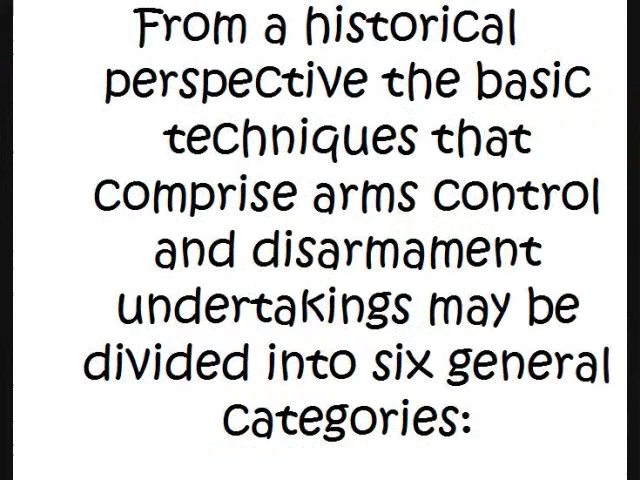 From a historical
perspective the basic
techniques that
comprise arms control
and disarmament
undertakings may be
divided into six general
categories: